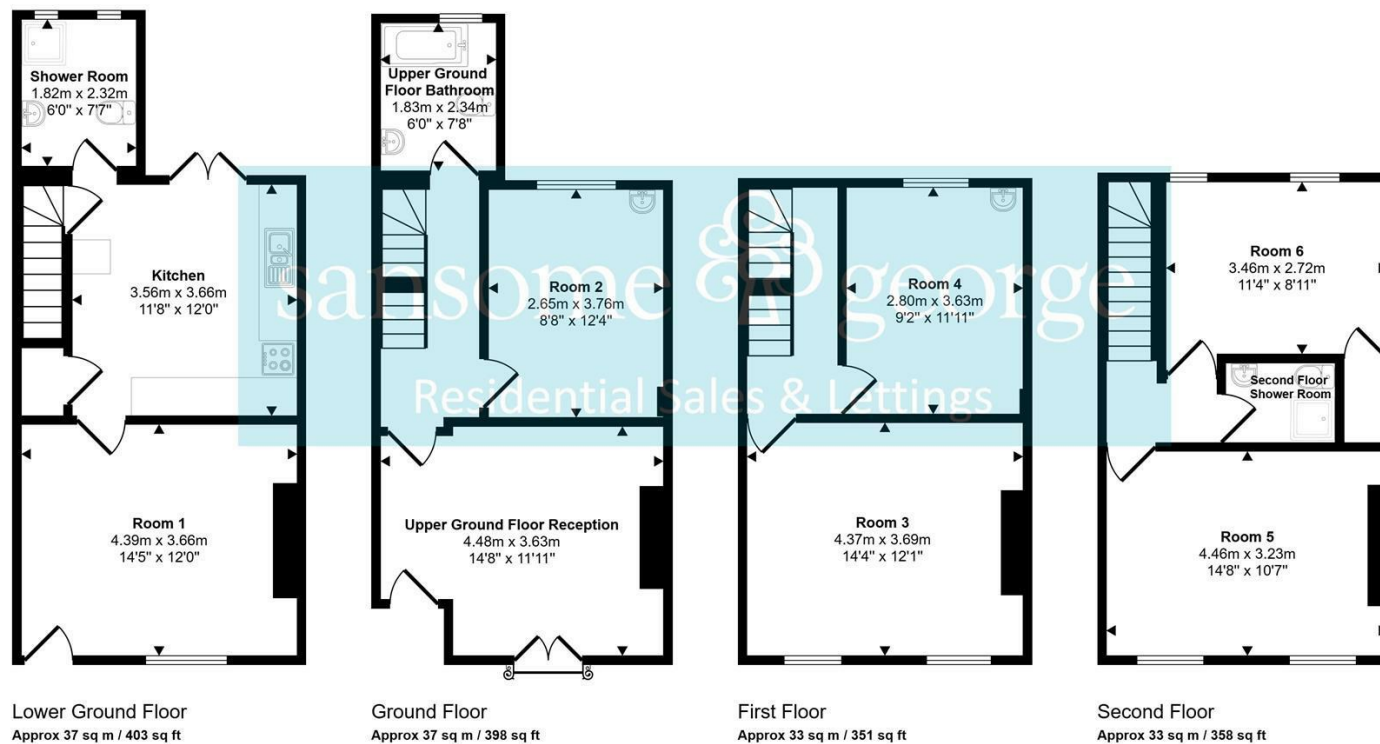 Shower Room
1.82m x 2.32m
6'0" x 7'7"
Kitchen
3.56m x 3.66m
11'8" x 12'0"
Room 1
4.39m x 3.66m
14'5" x 12'0"
Lower Ground Floor
Approx 37 sq m / 403 sq ft
Upper Ground
Floor Bathroom
1.83m x 2.34m
6'0" x 7'8"
Room 2
2.65m x 3.76m
8'8" x 12'4"
Upper Ground Floor Reception
4.48m x 3.63m
14'8" x 11'11"
Ground Floor
Approx 37 sq m / 398 sq ft
Room 4
2.80m x 3.63m
9'2" x 11'11"
Room 3
4.37m x 3.69m
14'4" x 12'1"
First Floor
Approx 33 sq m / 351 sq ft
Room 6
3.46m x 2.72m
11'4" x 8'11"
Second Floor
Shower Room
Room 5
4.46m x 3.23m
14'8" x 10'7"
Second Floor
Approx 33 sq m / 358 sq ft
sansome george
Residential Sales & Lettings